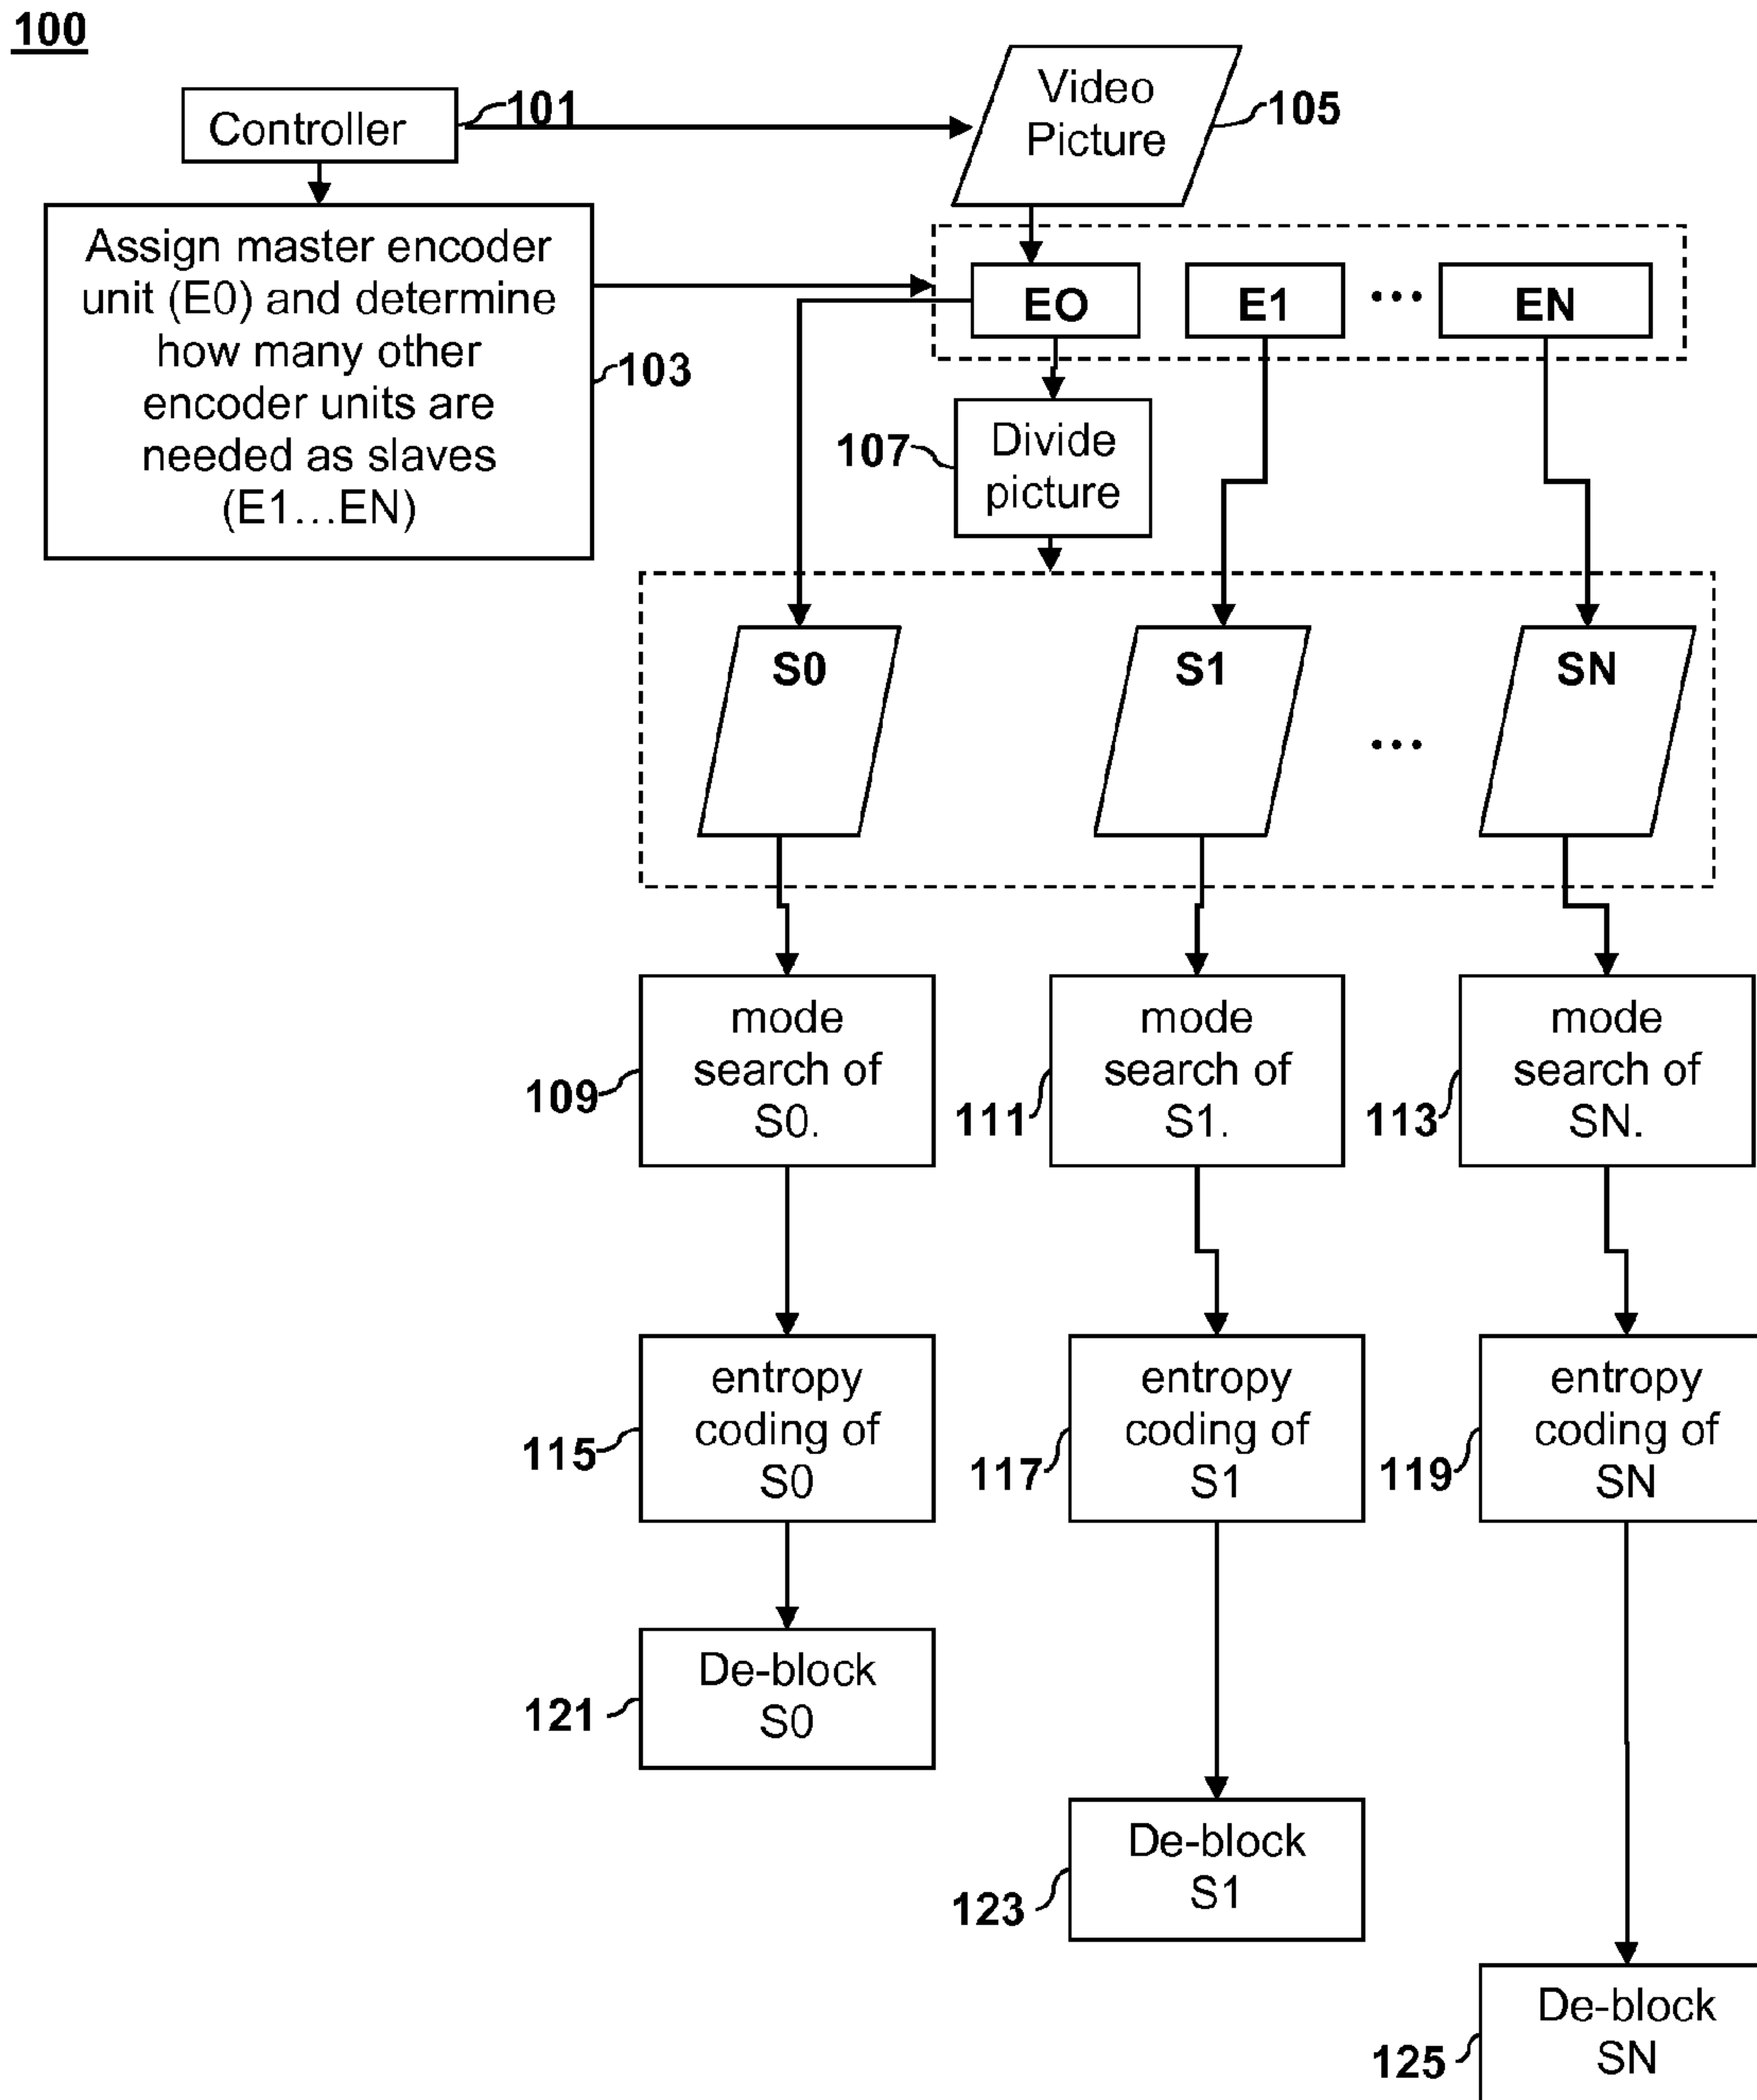 100
Controller
101
Video
Picture
105
Assign master encoder
unit (E0) and determine
how many other
encoder units are
needed as slaves
(E1...EN)
103
EO
E1
...
EN
107
Divide
picture
S0
S1
...
SN
mode
search of
S0.
109
mode
search of
S1.
111
mode
search of
SN.
113
entropy
coding of
S0
115
entropy
coding of
S1
117
entropy
coding of
SN
119
De-block
S0
121
De-block
S1
123
De-block
SN
125